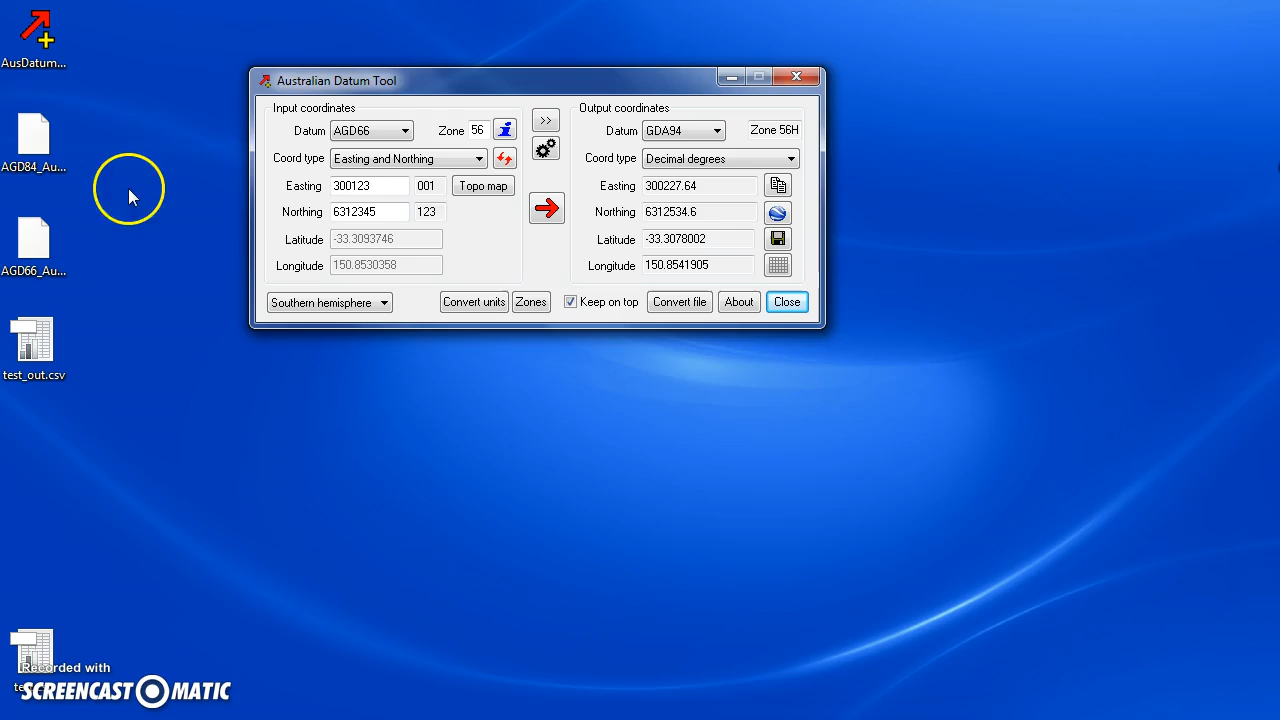 AusDatum...
AGD84_Au...
AGD66_Au...
test_out.csv
Australian Datum Tool
Input coordinates
Datum AGD66 Zone 56
Coord type Easting and Northing
Easting 300123 001 Topo map
Northing 6312345 123
Latitude -33.3093746
Longitude 150.8530358
>>
Output coordinates
Datum GDA94 Zone 56H
Coord type Decimal degrees
Easting 300227.64
Northing 6312534.6
Latitude -33.3078002
Longitude 150.8541905
Southern hemisphere Convert units Zones Keep on top Convert file About Close
Recorded with
SCREENCAST-O-MATIC